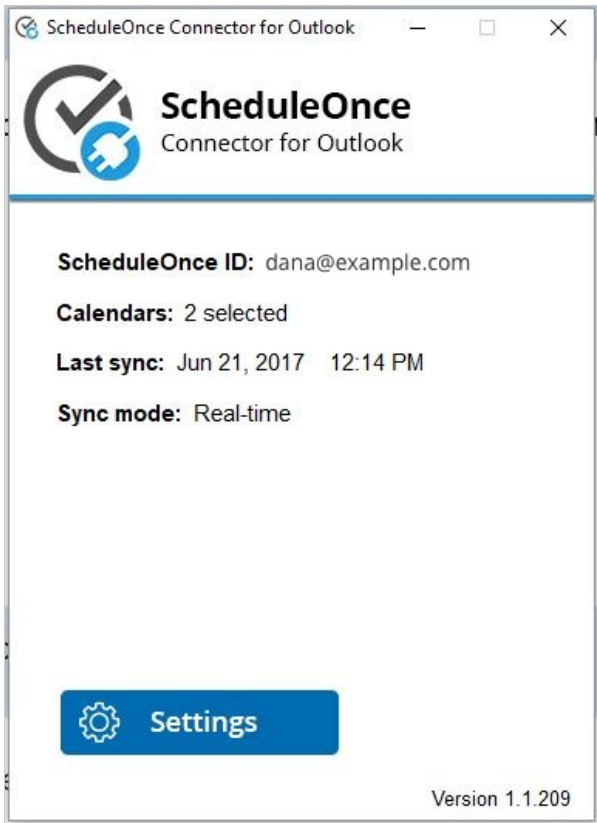 ScheduleOnce Connector for Outlook
ScheduleOnce
Connector for Outlook
ScheduleOnce ID: dana@example.com
Calendars: 2 selected
Last sync: Jun 21, 2017 12:14 PM
Sync mode: Real-time
Settings
Version 1.1.209